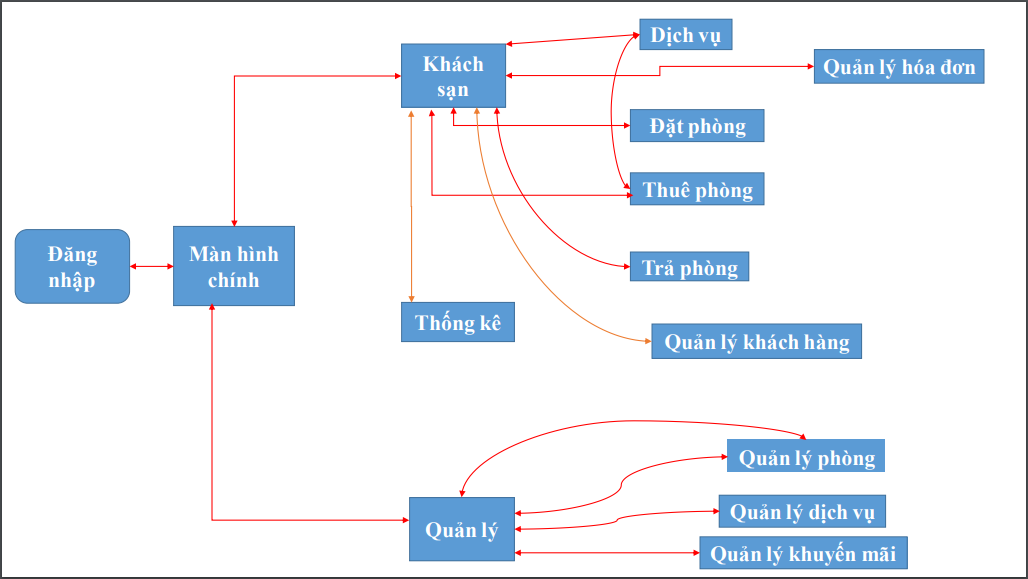 Dịch vụ
Khách
sạn
Quản lý hóa đơn
Đặt phòng
Thuê phòng
Đăng
nhập
Màn hình
chính
Trả phòng
Thống kê
Quản lý khách hàng
Quản lý phòng
Quản lý dịch vụ
Quản lý
Quản lý khuyến mãi